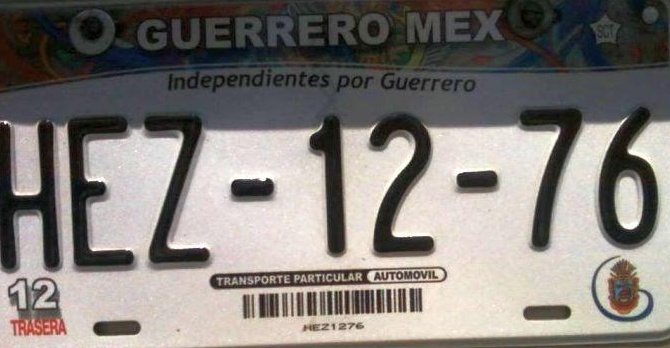 GUERRERO MEX
SCT
Independientes por Guerrero
HEZ-12-76
12
TRASERA
TRANSPORTE PARTICULAR AUTOMOVIL
HEZ1276